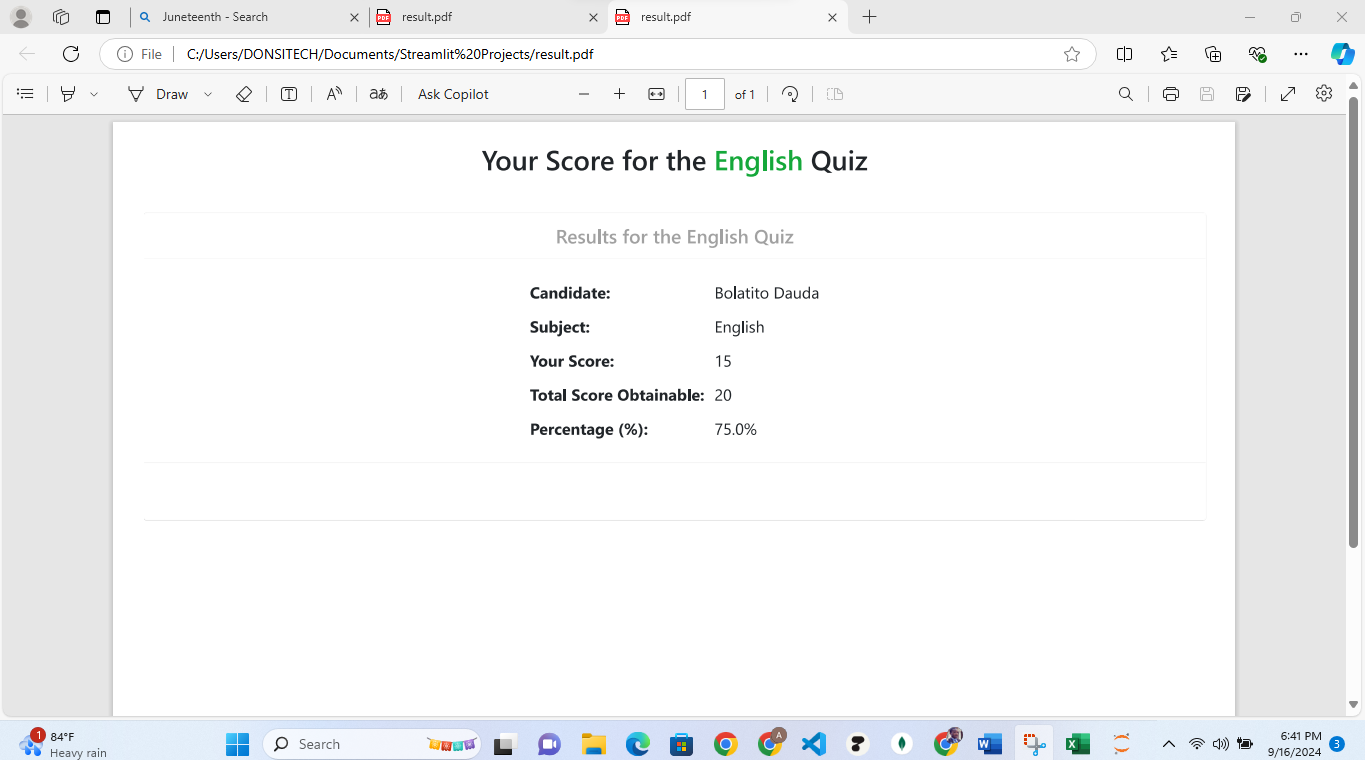 Juneteenth - Search
result.pdf
result.pdf
File
C:/Users/DONSITECH/Documents/Streamlit%20Projects/result.pdf
Draw
Ask Copilot
1
of 1
Your Score for the English Quiz
Results for the English Quiz
Candidate: Bolatito Dauda
Subject: English
Your Score: 15
Total Score Obtainable: 20
Percentage (%): 75.0%
1
84°F
Heavy rain
Search
A
6:41 PM
9/16/2024
3